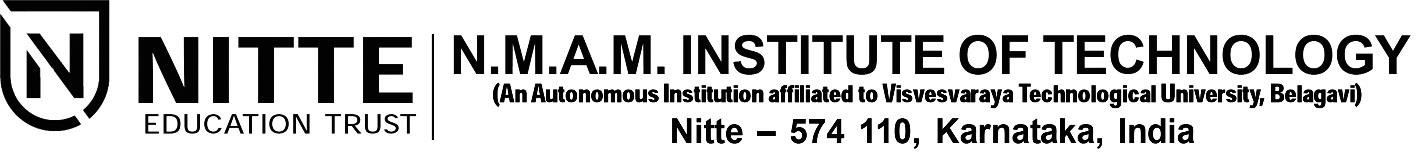 N
NITTE
EDUCATION TRUST
N.M.A.M. INSTITUTE OF TECHNOLOGY
(An Autonomous Institution affiliated to Visvesvaraya Technological University, Belagavi)
Nitte – 574 110, Karnataka, India